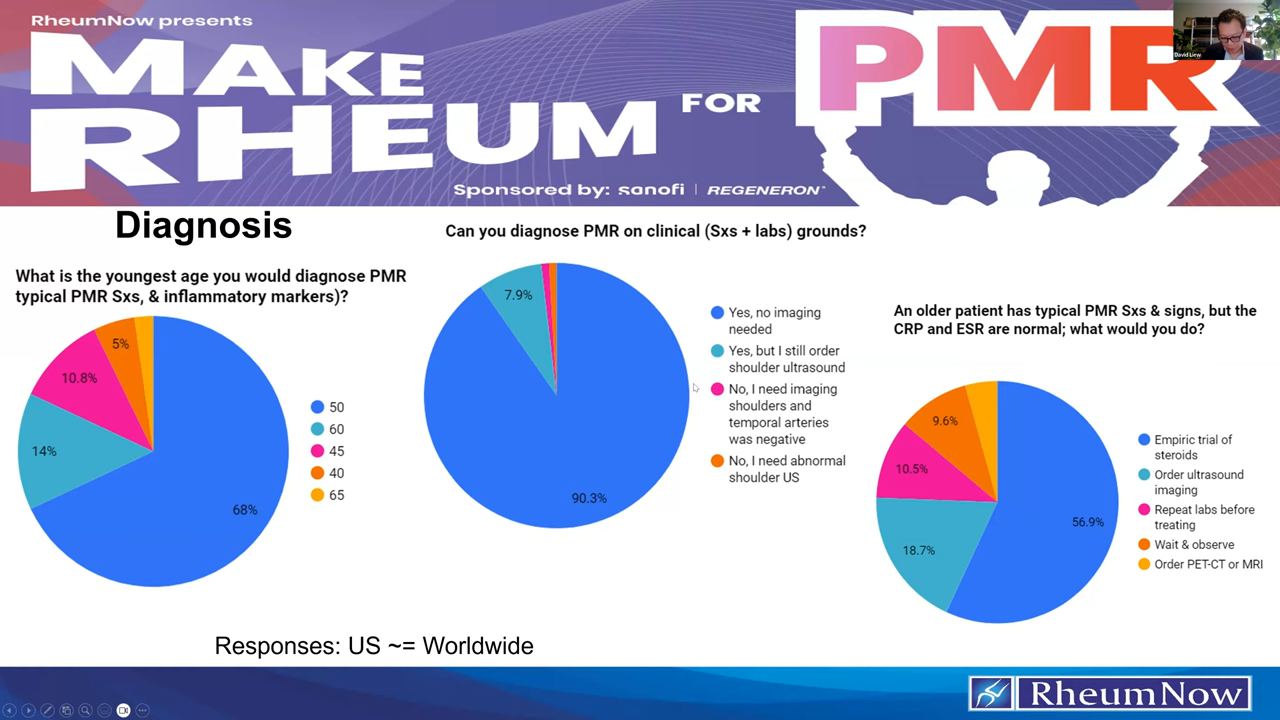 RheumNow presents
MAKE
RHEUM
FOR
PMR
David Liew
Sponsored by: sanofi | REGENERON
Diagnosis
What is the youngest age you would diagnose PMR
typical PMR Sxs, & inflammatory markers)?
5%
10.8%
14%
68%
50
60
45
40
65
Can you diagnose PMR on clinical (Sxs + labs) grounds?
7.9%
90.3%
Yes, no imaging
needed
Yes, but I still order
shoulder ultrasound
No, I need imaging
shoulders and
temporal arteries
was negative
No, I need abnormal
shoulder US
An older patient has typical PMR Sxs & signs, but the
CRP and ESR are normal; what would you do?
9.6%
10.5%
18.7%
56.9%
Empiric trial of
steroids
Order ultrasound
imaging
Repeat labs before
treating
Wait & observe
Order PET-CT or MRI
Responses: US ~= Worldwide
RheumNow